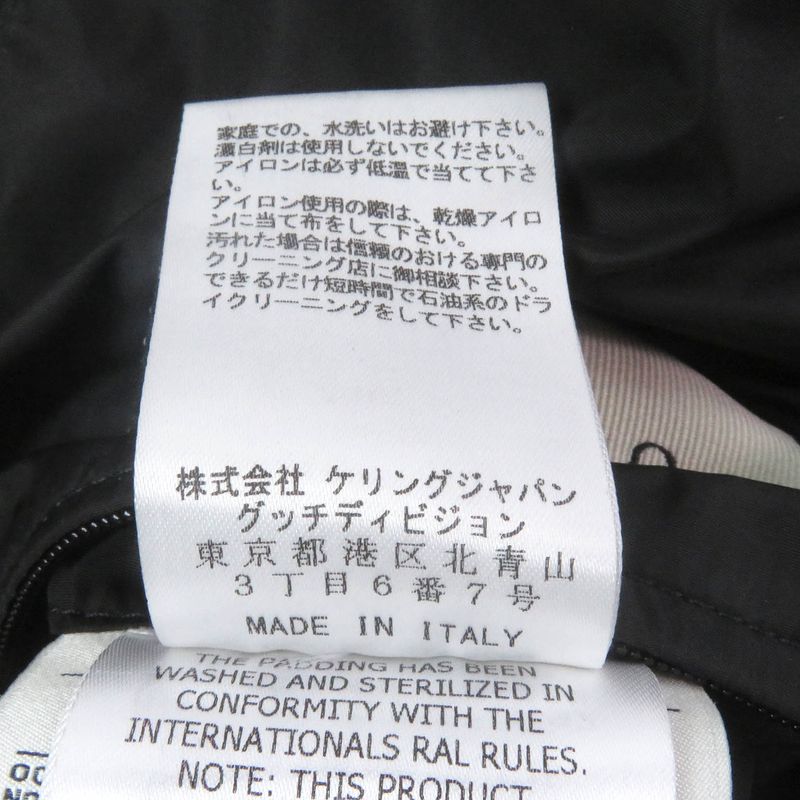 家庭での、水洗いはお避け下さい。
漂白剤は使用しないでください。
アイロンは必ず低温で当てて下さ
い。
アイロン使用の際は、乾燥アイロ
ンに当て布をして下さい。
汚れた場合は信頼のおける専門の
クリーニング店に御相談下さい。
できるだけ短時間で石油系のドラ
イクリーニングをして下さい。
株式会社 ケリングジャパン
グッチディビジョン
東京都港区北青山
3丁目6番7号
MADE IN ITALY
THE PADDING HAS BEEN
WASHED AND STERILIZED IN
CONFORMITY WITH THE
INTERNATIONALS RAL RULES.
NOTE: THIS PRODUCT